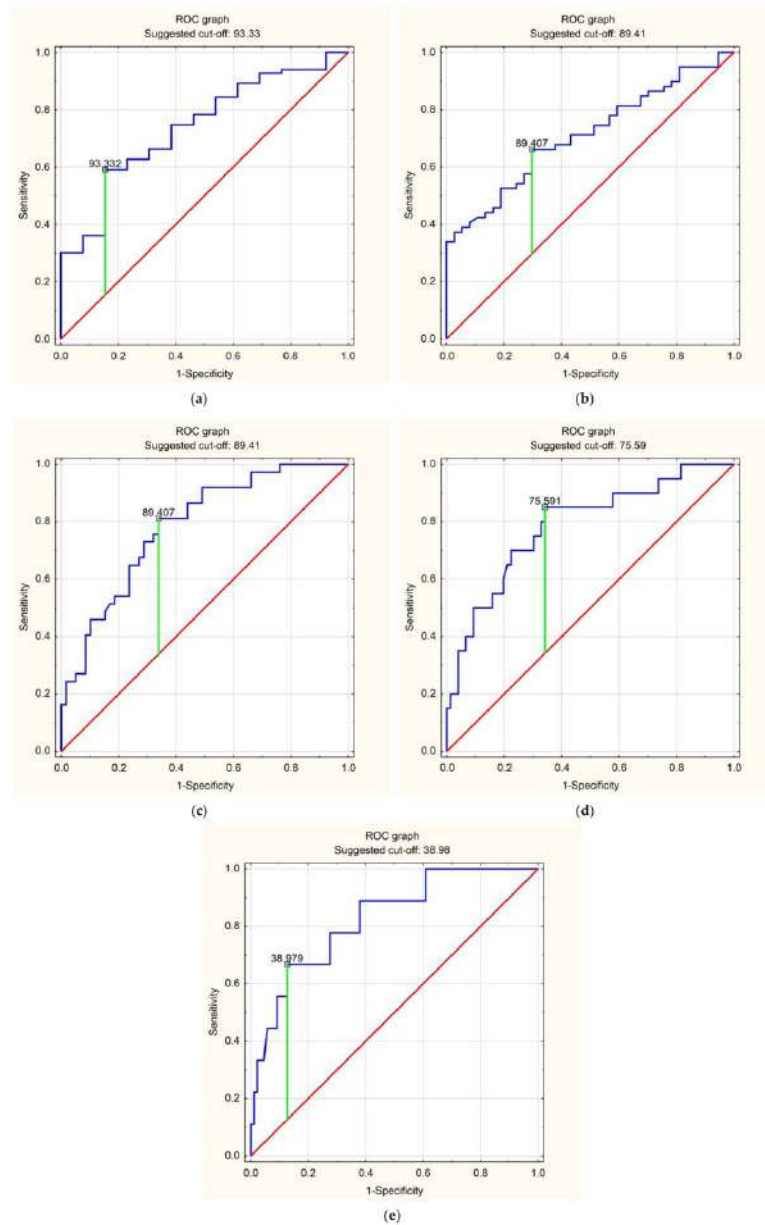 ROC graph
Suggested cut-off: 93.33
1.0
0.8
0.6
0.4
0.2
0.0
Sensitivity
93.332
0.0 0.2 0.4 0.6 0.8 1.0
1-Specificity
(a)
ROC graph
Suggested cut-off: 89.41
1.0
0.8
0.6
0.4
0.2
0.0
Sensitivity
89.407
0.0 0.2 0.4 0.6 0.8 1.0
1-Specificity
(b)
ROC graph
Suggested cut-off: 89.41
1.0
0.8
0.6
0.4
0.2
0.0
Sensitivity
89.407
0.0 0.2 0.4 0.6 0.8 1.0
1-Specificity
(c)
ROC graph
Suggested cut-off: 75.59
1.0
0.8
0.6
0.4
0.2
0.0
Sensitivity
75.591
0.0 0.2 0.4 0.6 0.8 1.0
1-Specificity
(d)
ROC graph
Suggested cut-off: 38.98
1.0
0.8
0.6
0.4
0.2
0.0
Sensitivity
38.979
0.0 0.2 0.4 0.6 0.8 1.0
1-Specificity
(e)